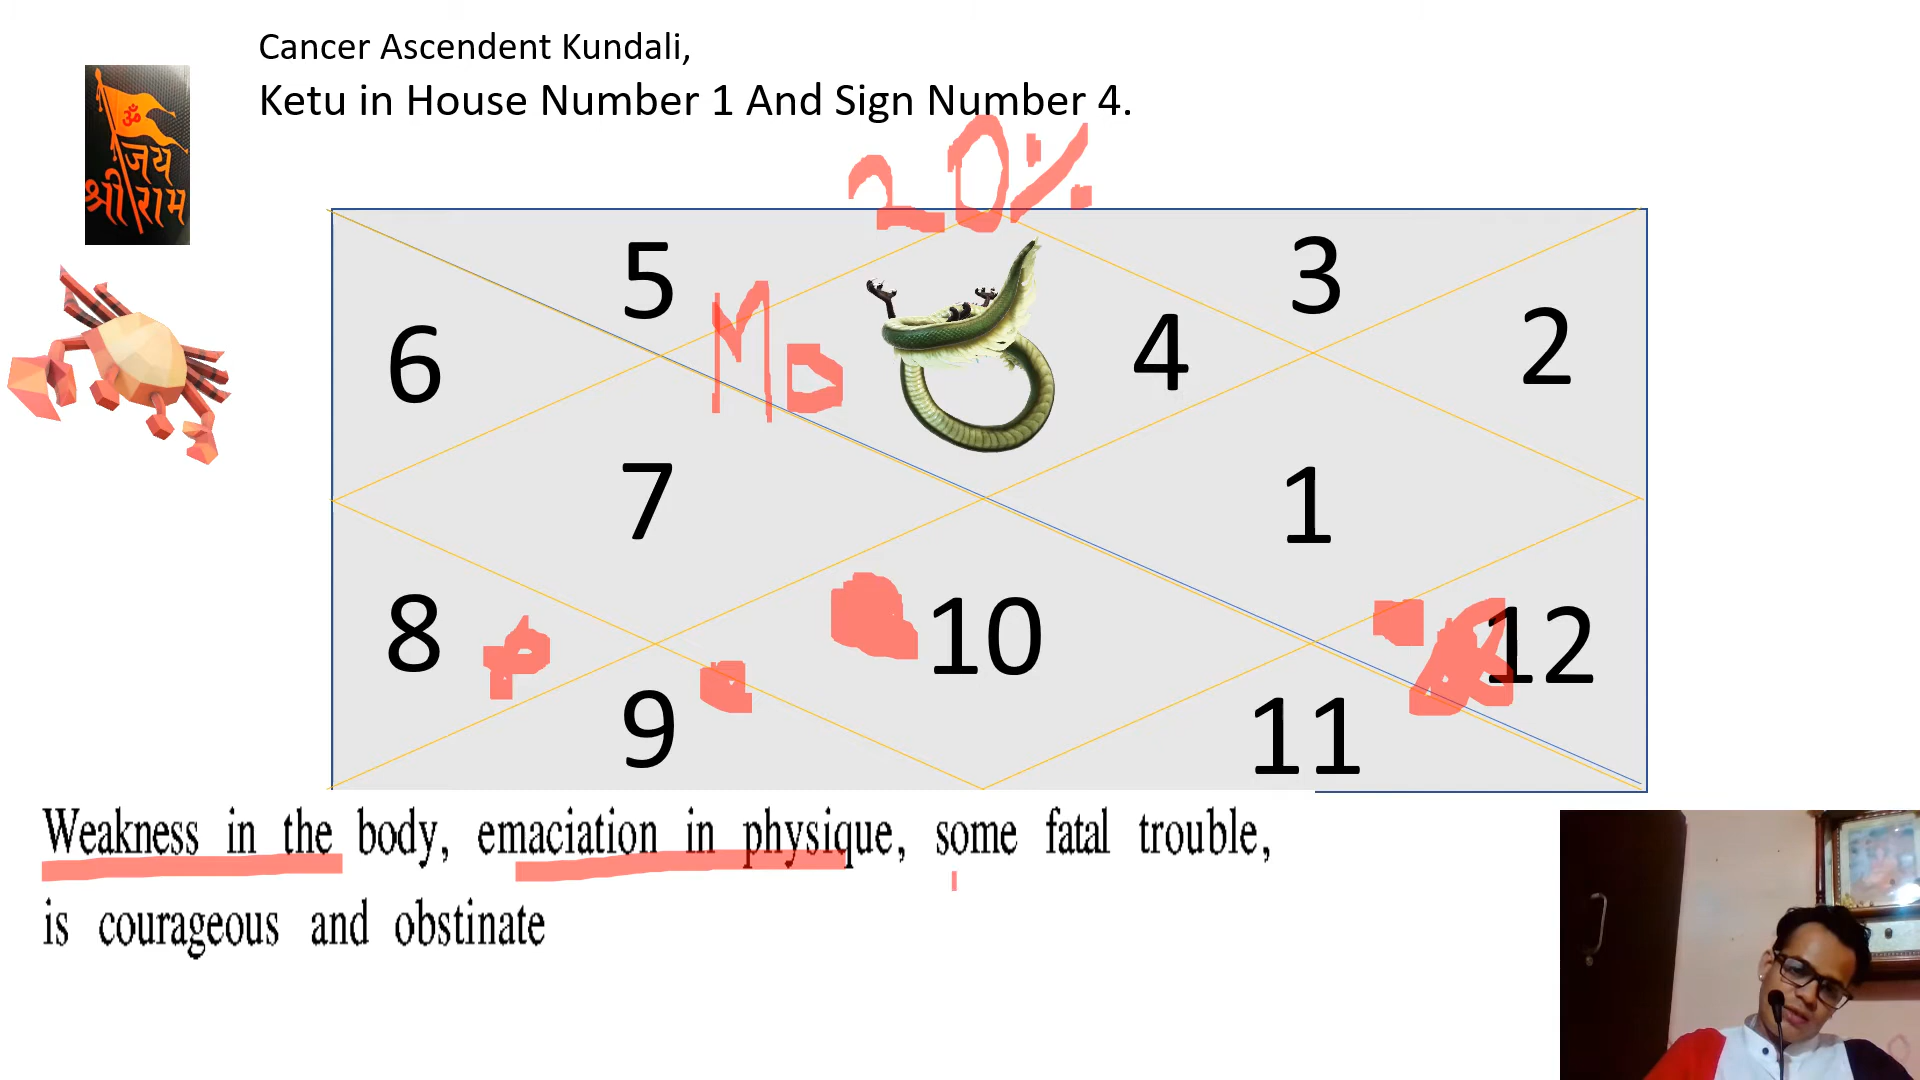 Cancer Ascendent Kundali,
Ketu in House Number 1 And Sign Number 4.
ॐ
जय
श्री राम
20%
5
3
6
Mo
4
2
7
1
8
10
12
9
11
Weakness in the body, emaciation in physique, some fatal trouble,
is courageous and obstinate